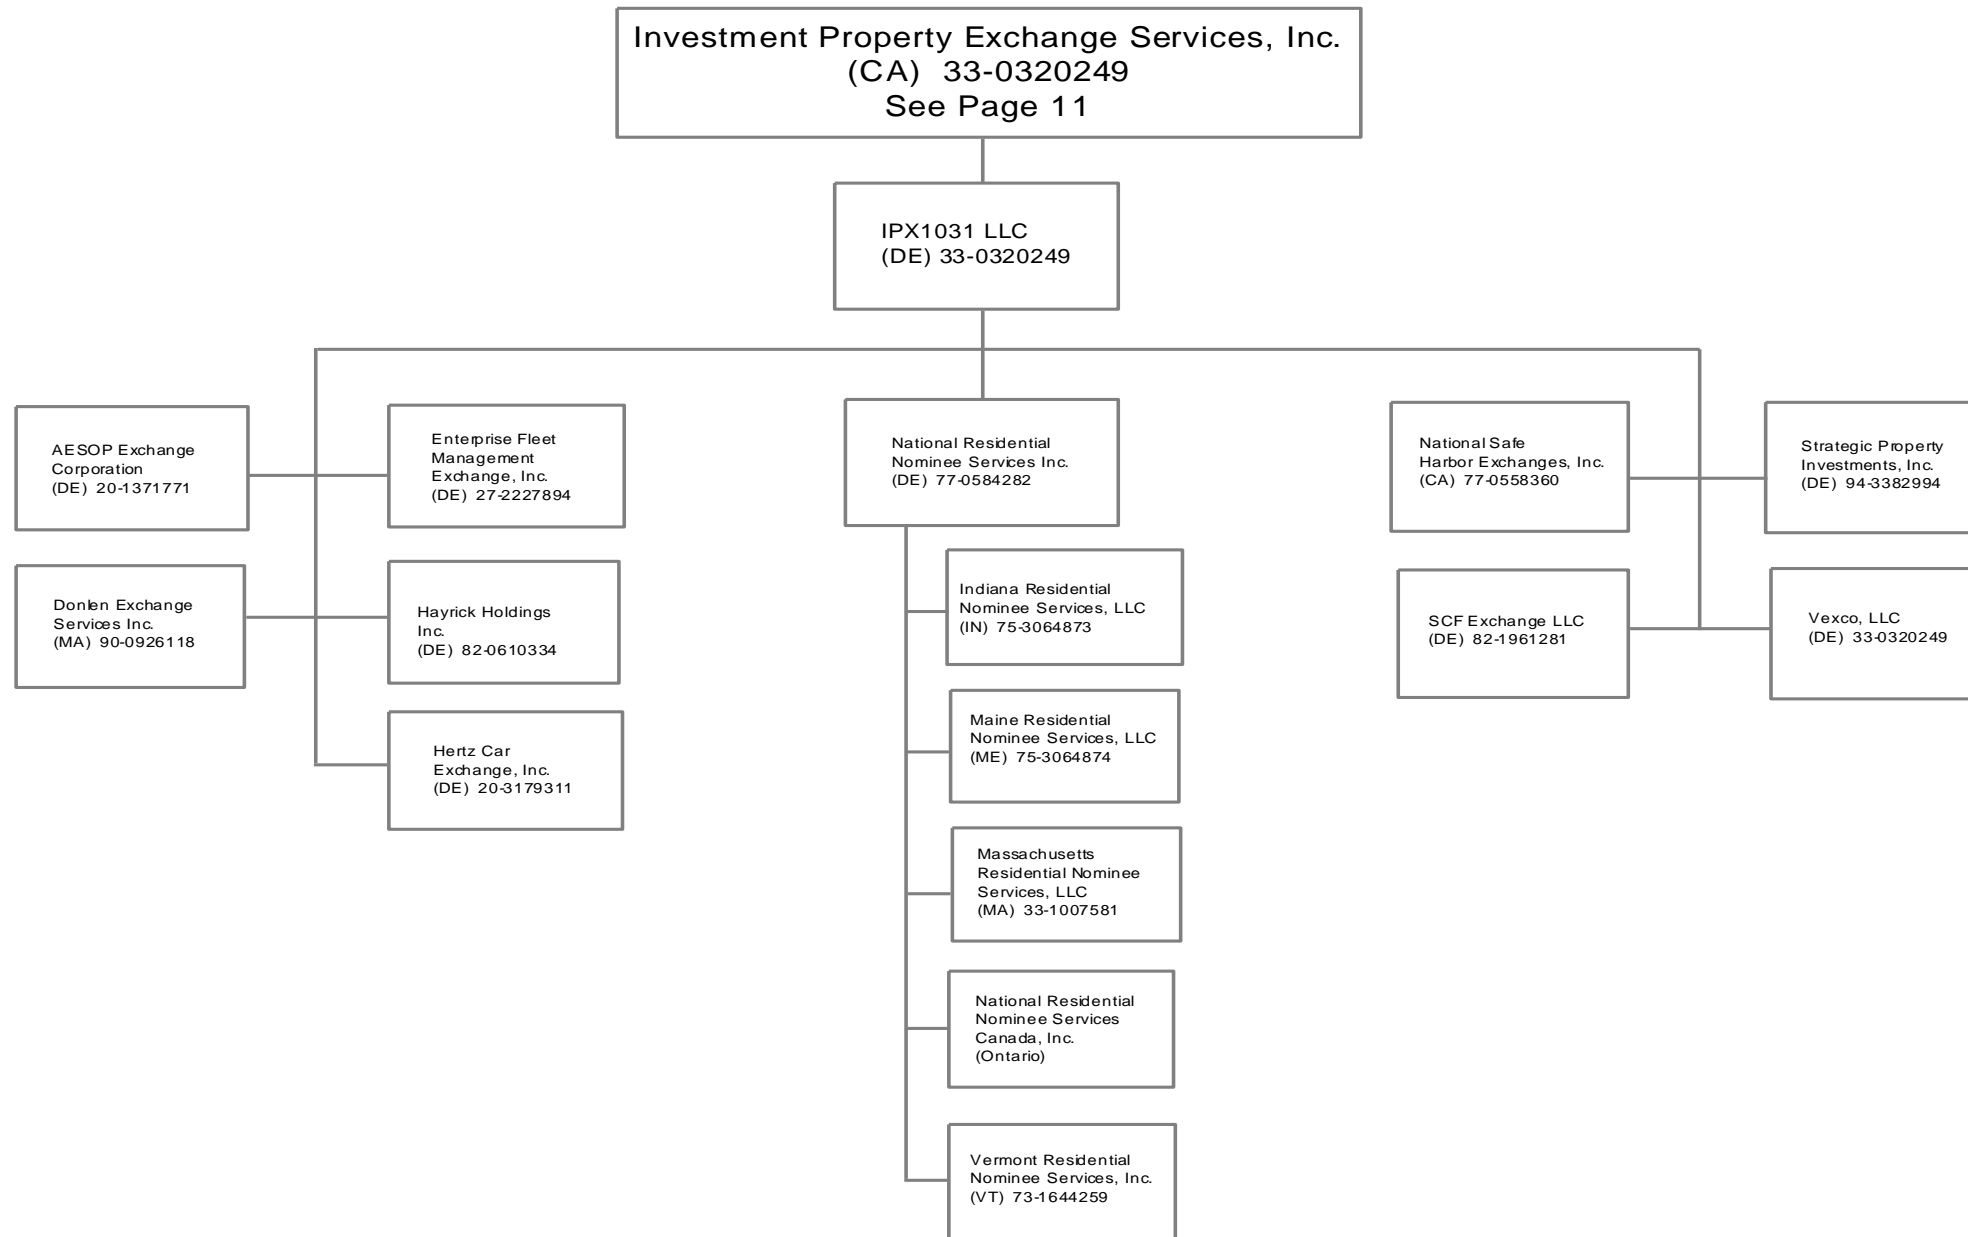 Investment Property Exchange Services, Inc.
(CA) 33-0320249
See Page 11
IPX1031 LLC
(DE) 33-0320249
AESOP Exchange
Corporation
(DE) 20-1371771
Enterprise Fleet
Management
Exchange, Inc.
(DE) 27-2227894
National Residential
Nominee Services Inc.
(DE) 77-0584282
National Safe
Harbor Exchanges, Inc.
(CA) 77-0558360
Strategic Property
Investments, Inc.
(DE) 94-3382994
Donlen Exchange
Services Inc.
(MA) 90-0926118
Hayrick Holdings
Inc.
(DE) 82-0610334
Indiana Residential
Nominee Services, LLC
(IN) 75-3064873
SCF Exchange LLC
(DE) 82-1961281
Vexco, LLC
(DE) 33-0320249
Hertz Car
Exchange, Inc.
(DE) 20-3179311
Maine Residential
Nominee Services, LLC
(ME) 75-3064874
Massachusetts
Residential Nominee
Services, LLC
(MA) 33-1007581
National Residential
Nominee Services
Canada, Inc.
(Ontario)
Vermont Residential
Nominee Services, Inc.
(VT) 73-1644259